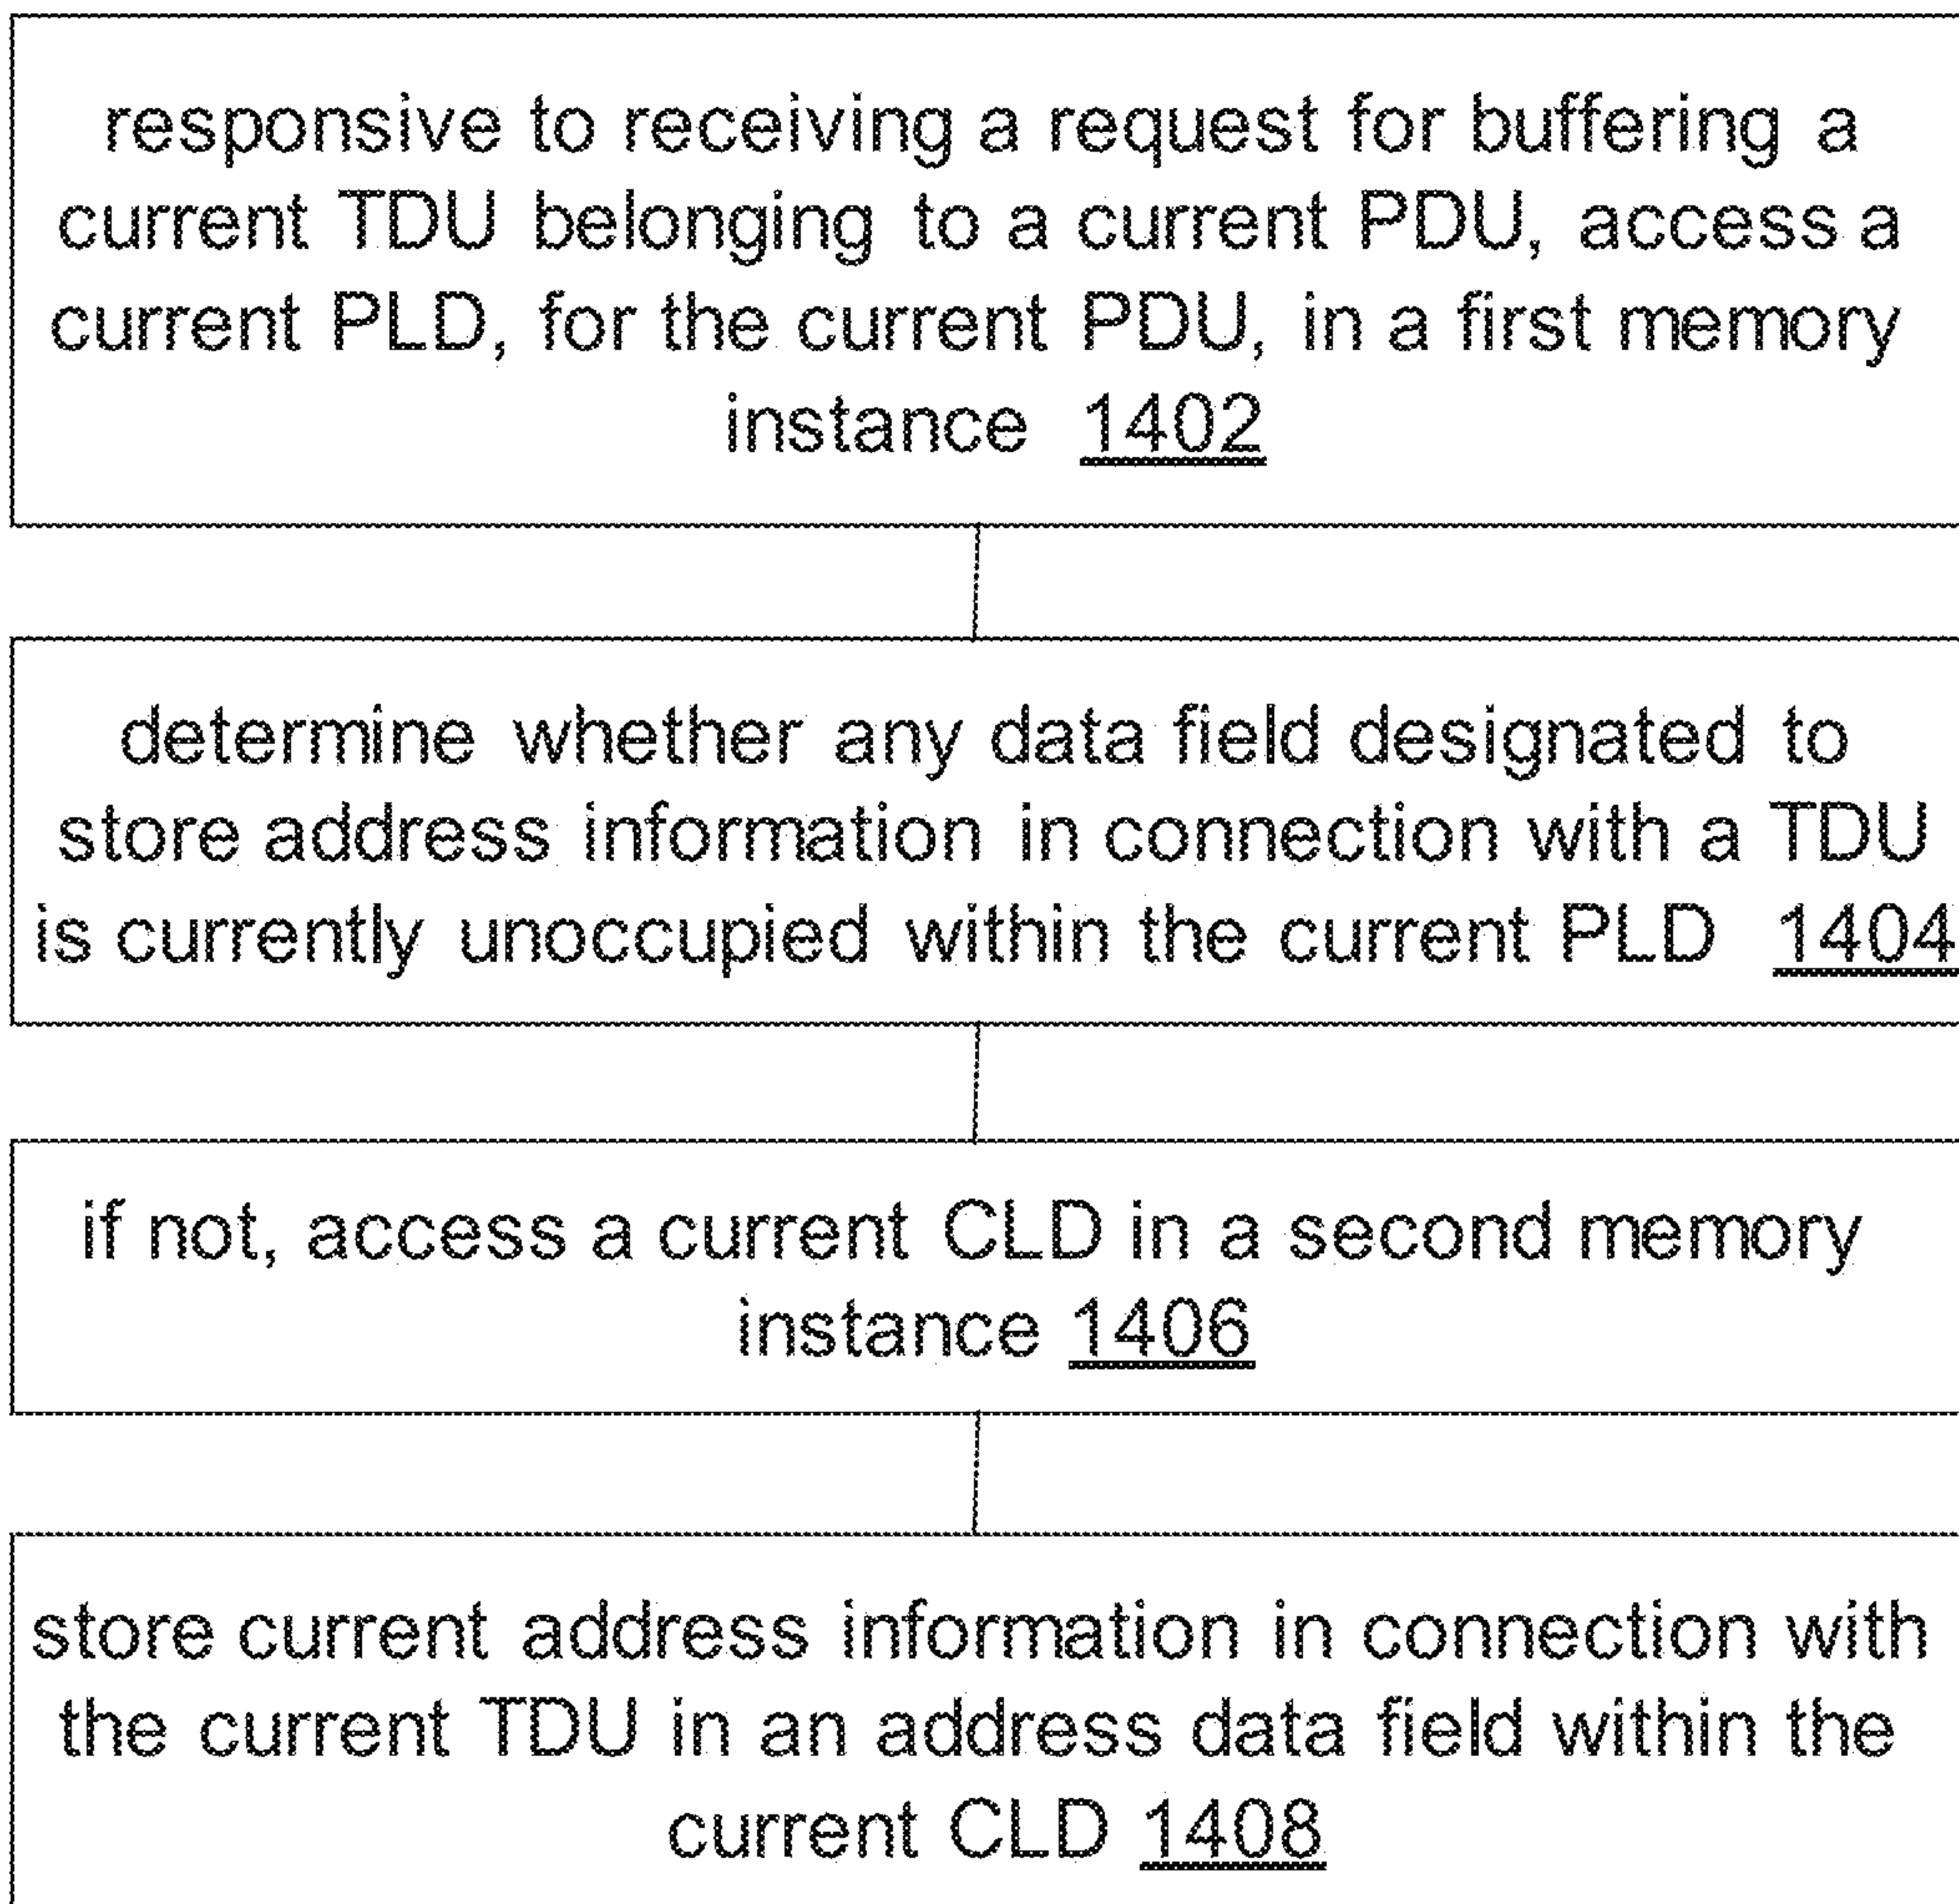 responsive to receiving a request for buffering a
current TDU belonging to a current PDU, access a
current PLD, for the current PDU, in a first memory
instance 1402
determine whether any data field designated to
store address information in connection with a TDU
is currently unoccupied within the current PLD 1404
if not, access a current CLD in a second memory
instance 1406
store current address information in connection with
the current TDU in an address data field within the
current CLD 1408